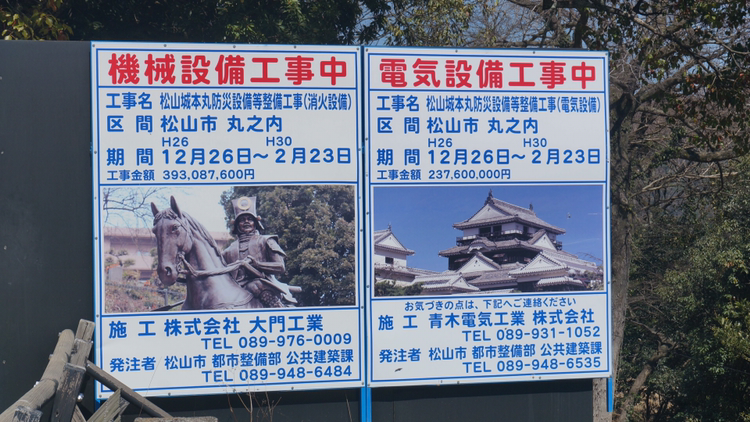 機械設備工事中
工事名 松山城本丸防災設備等整備工事(消火設備)
区間 松山市 丸之内
H26 H30
期間 12月26日～2月23日
工事金額 393,087,600円
施工 株式会社 大門工業
TEL 089-976-0009
発注者 松山市 都市整備部 公共建築課
TEL 089-948-6484
電気設備工事中
工事名 松山城本丸防災設備等整備工事(電気設備)
区間 松山市 丸之内
H26 H30
期間 12月26日～2月23日
工事金額 237,600,000円
お気づきの点は、下記へご連絡ください
施工 青木電気工業 株式会社
TEL 089-931-1052
発注者 松山市 都市整備部 公共建築課
TEL 089-948-6535